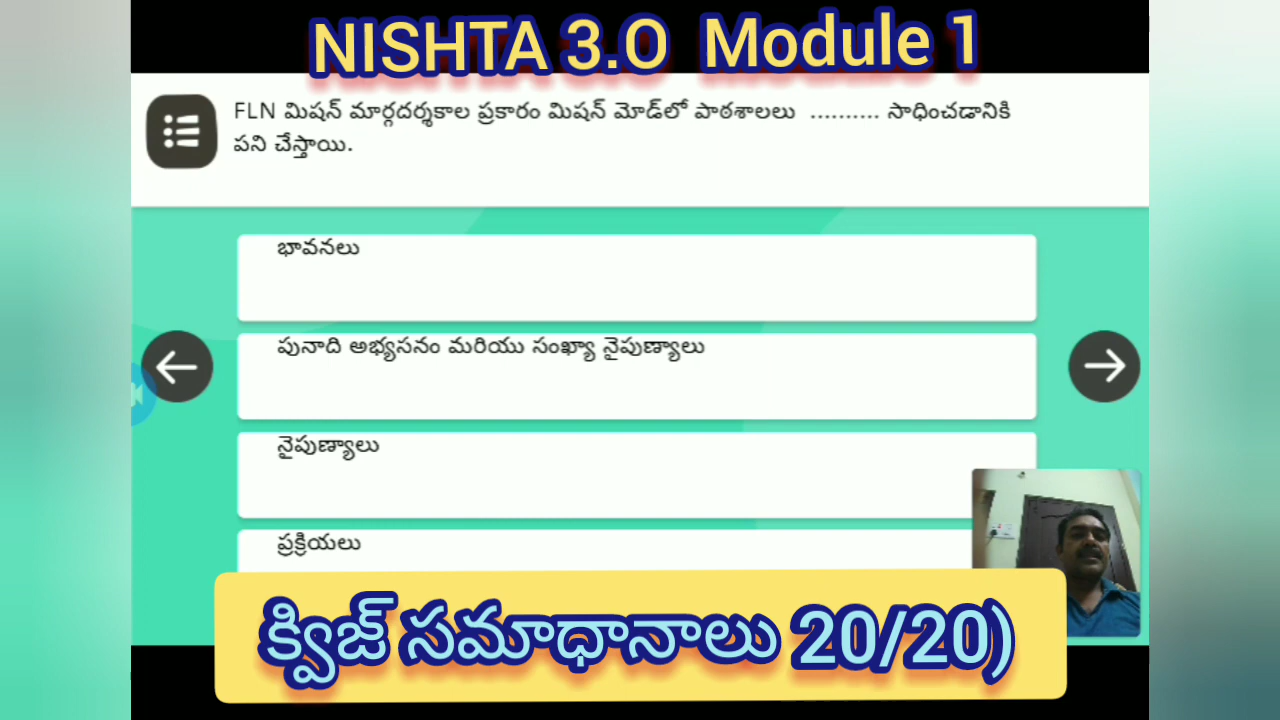 NISHTA 3.O Module 1
FLN మిషన్ మార్గదర్శకాల ప్రకారం మిషన్ మోడ్‌లో పాఠశాలలు .......... సాధించడానికి
పని చేస్తాయి.
భావనలు
పునాది అభ్యసనం మరియు సంఖ్యా నైపుణ్యాలు
నైపుణ్యాలు
ప్రక్రియలు
క్విజ్ సమాధానాలు 20/20)